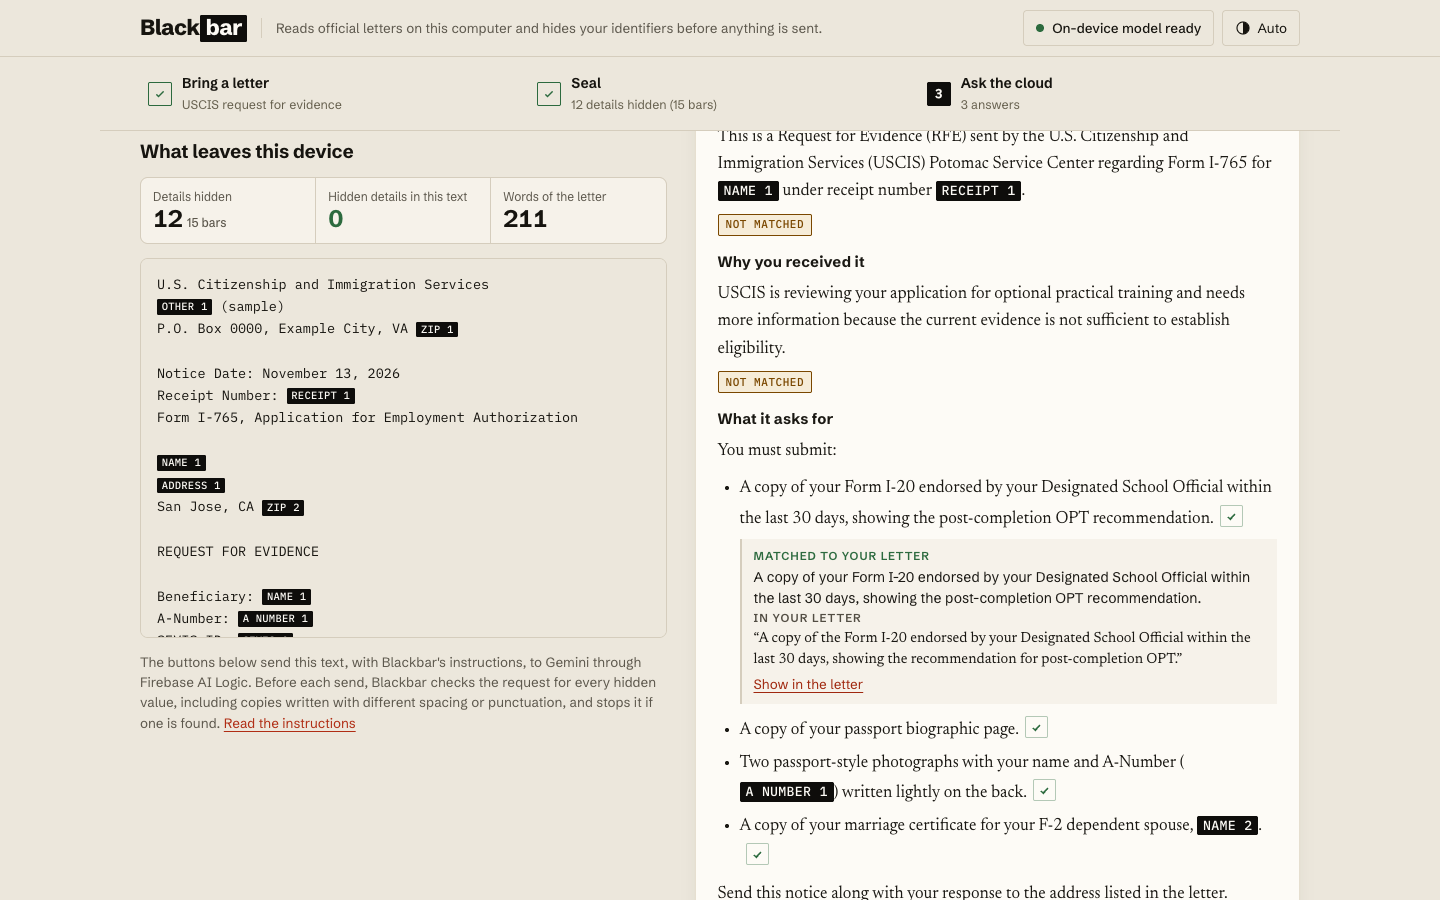 Blackbar
Reads official letters on this computer and hides your identifiers before anything is sent.
On-device model ready
Auto
Bring a letter
USCIS request for evidence
Seal
12 details hidden (15 bars)
3
Ask the cloud
3 answers
What leaves this device
Details hidden
12 15 bars
Hidden details in this text
0
Words of the letter
211
U.S. Citizenship and Immigration Services
OTHER 1 (sample)
P.O. Box 0000, Example City, VA ZIP 1
Notice Date: November 13, 2026
Receipt Number: RECEIPT 1
Form I-765, Application for Employment Authorization
NAME 1
ADDRESS 1
San Jose, CA ZIP 2
REQUEST FOR EVIDENCE
Beneficiary: NAME 1
A-Number: A NUMBER 1
The buttons below send this text, with Blackbar's instructions, to Gemini through
Firebase AI Logic. Before each send, Blackbar checks the request for every hidden
value, including copies written with different spacing or punctuation, and stops it if
one is found. Read the instructions
This is a Request for Evidence (RFE) sent by the U.S. Citizenship and
Immigration Services (USCIS) Potomac Service Center regarding Form I-765 for
NAME 1 under receipt number RECEIPT 1.
NOT MATCHED
Why you received it
USCIS is reviewing your application for optional practical training and needs
more information because the current evidence is not sufficient to establish
eligibility.
NOT MATCHED
What it asks for
You must submit:
• A copy of your Form I-20 endorsed by your Designated School Official within
the last 30 days, showing the post-completion OPT recommendation.
MATCHED TO YOUR LETTER
A copy of your Form I-20 endorsed by your Designated School Official within
the last 30 days, showing the post-completion OPT recommendation.
IN YOUR LETTER
“A copy of the Form I-20 endorsed by your Designated School Official within the
last 30 days, showing the recommendation for post-completion OPT.”
Show in the letter
• A copy of your passport biographic page.
• Two passport-style photographs with your name and A-Number (
A NUMBER 1) written lightly on the back.
• A copy of your marriage certificate for your F-2 dependent spouse, NAME 2.
Send this notice along with your response to the address listed in the letter.